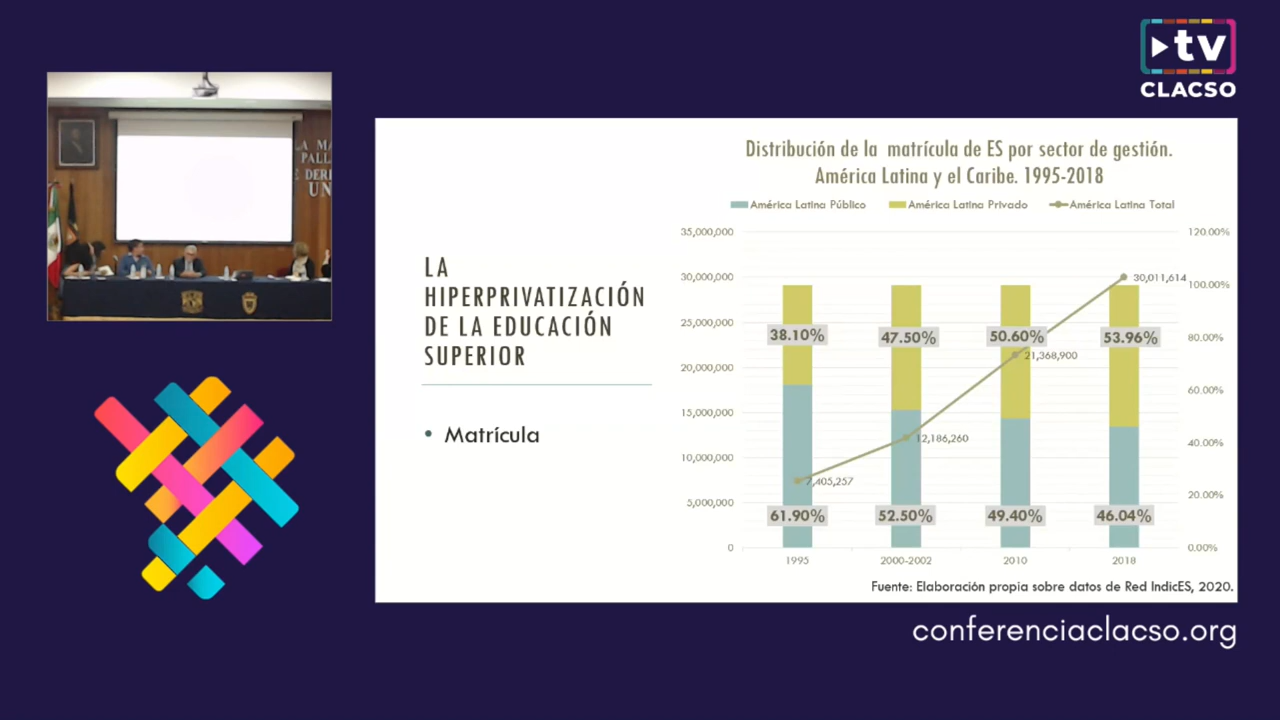 tv
CLACSO
LA MA
PALL
E DER
UN
LA
HIPERPRIVATIZACIÓN
DE LA EDUCACIÓN
SUPERIOR
• Matrícula
Distribución de la matrícula de ES por sector de gestión.
América Latina y el Caribe. 1995-2018
América Latina Público
América Latina Privado
América Latina Total
35,000,000
30,000,000
25,000,000
20,000,000
15,000,000
10,000,000
5,000,000
0
120.00%
100.00%
80.00%
60.00%
40.00%
20.00%
0.00%
38.10%
47.50%
50.60%
53.96%
7,405,257
12,186,260
21,368,900
30,011,614
61.90%
52.50%
49.40%
46.04%
1995
2000-2002
2010
2018
Fuente: Elaboración propia sobre datos de Red IndicES, 2020.
conferenciaclacso.org